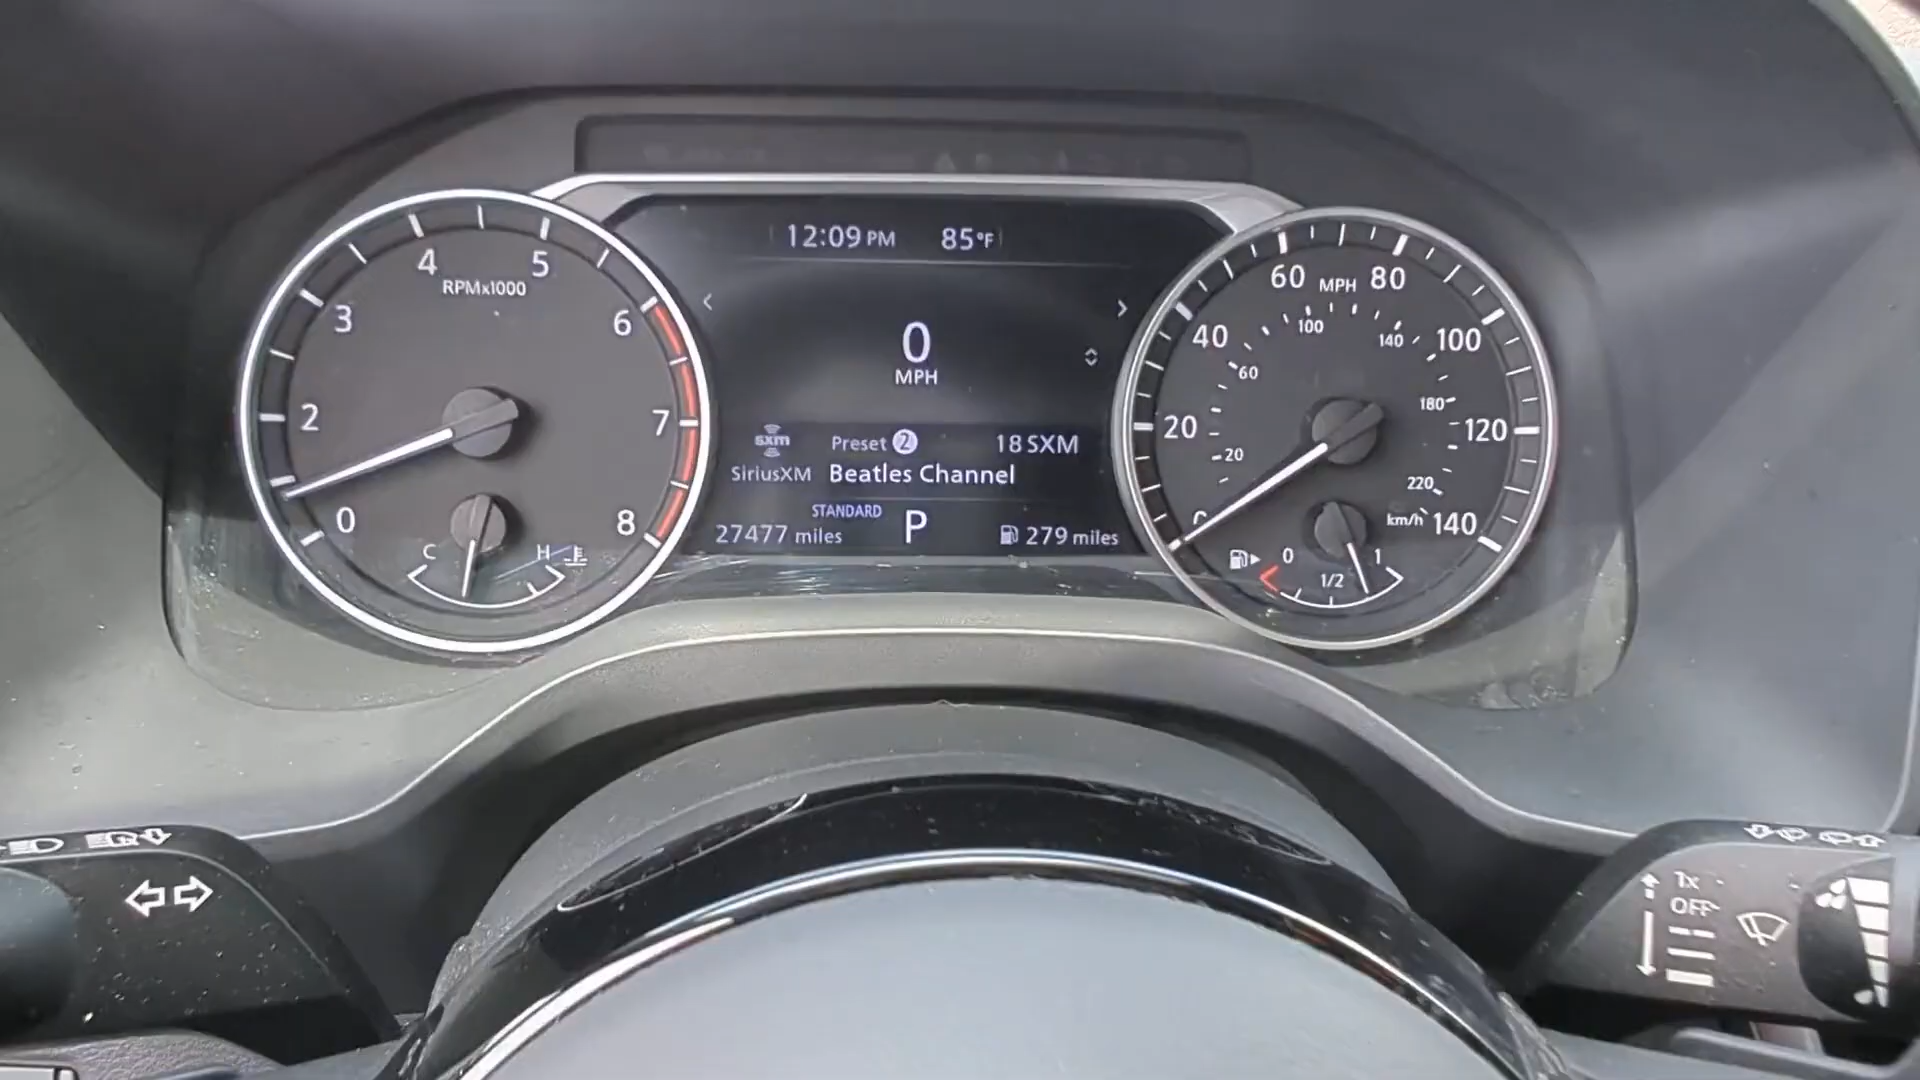 12:09 PM 85°F
0
MPH
sxm
SiriusXM
Preset 2 18 SXM
Beatles Channel
STANDARD
27477 miles
P
279 miles
0
2
3
4
5
6
7
8
RPMx1000
C H
20
40
60
80
100
120
140
MPH
20
60
100
140
180
220
km/h
0 1/2 1
1x
OFF